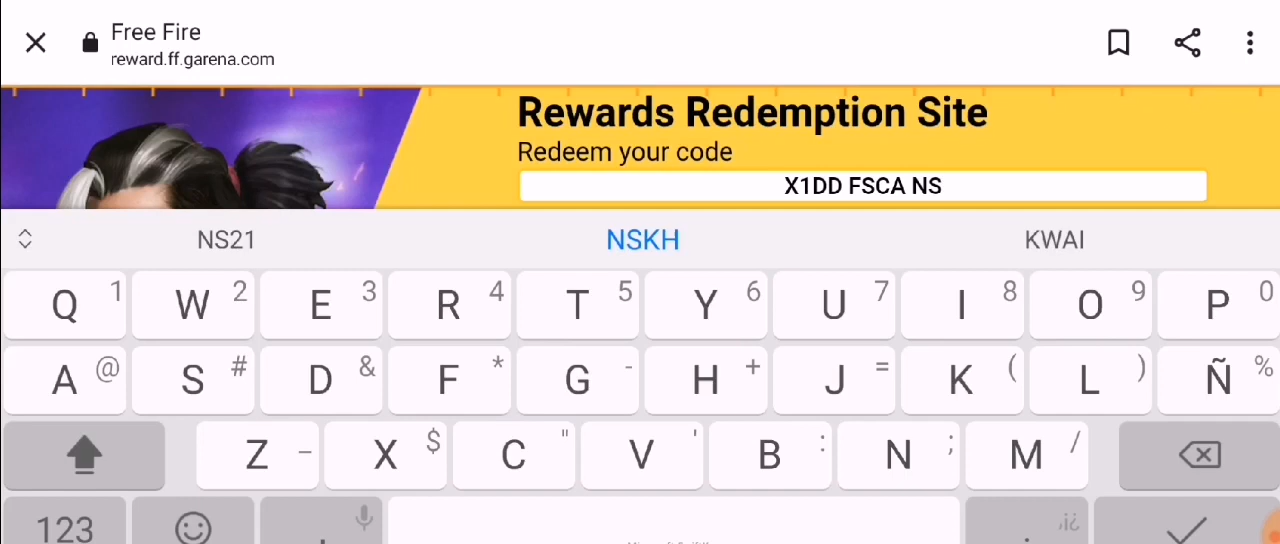 Free Fire
reward.ff.garena.com
Rewards Redemption Site
Redeem your code
X1DD FSCA NS
NS21 NSKH KWAI
Q 1 W 2 E 3 R 4 T 5 Y 6 U 7 I 8 O 9 P 0
A @ S # D & F * G - H + J = K ( L ) Ñ %
Z _ X $ C " V ' B : N ; M /
123 , . ,¡¿